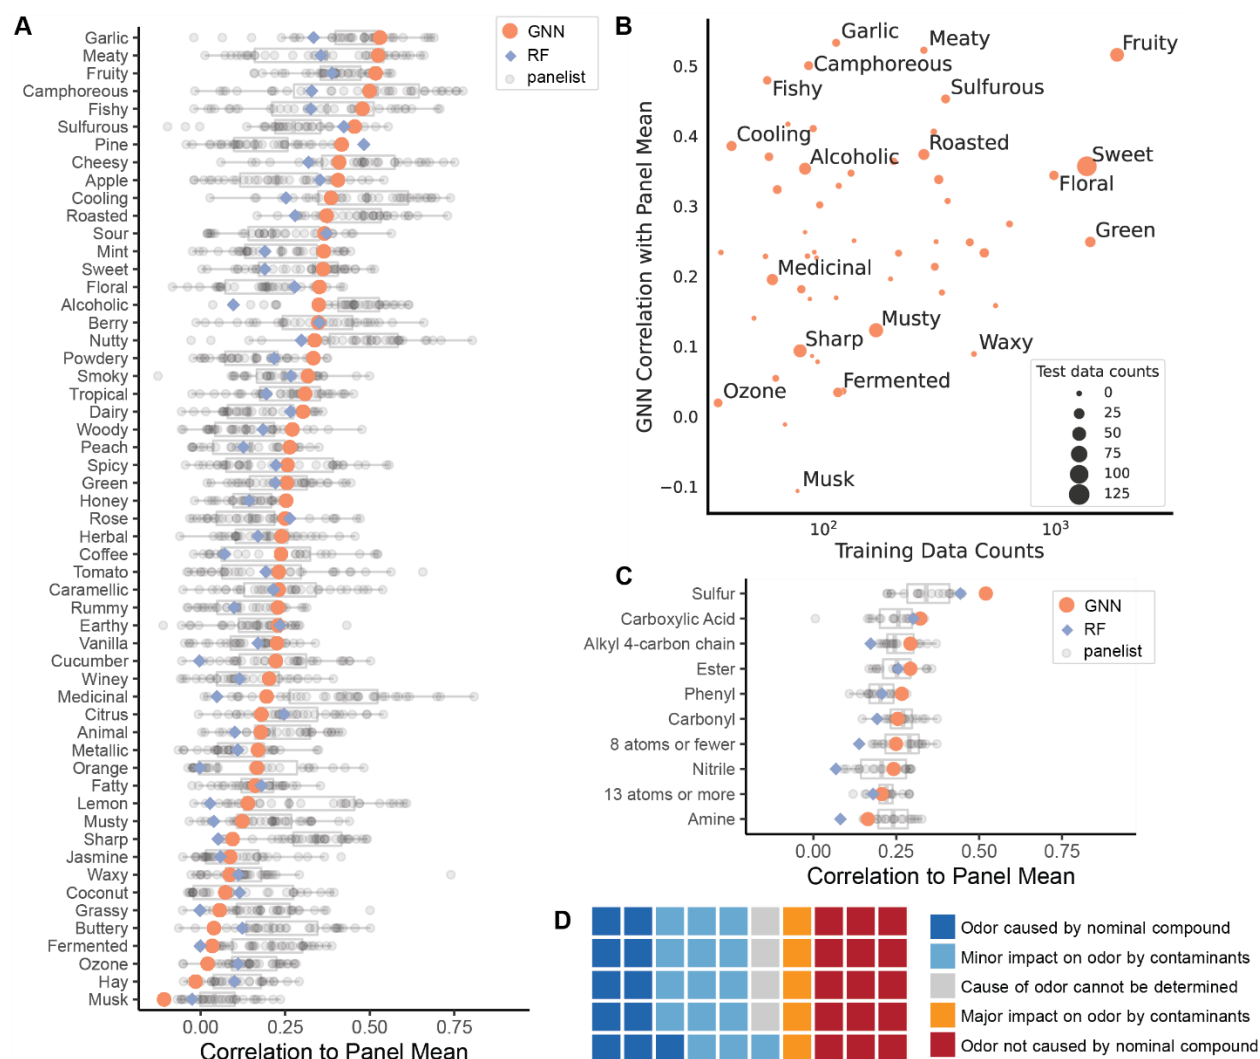 A
Garlic
Meaty
Fruity
Camphoreous
Fishy
Sulfurous
Pine
Cheesy
Apple
Cooling
Roasted
Sour
Mint
Sweet
Floral
Alcoholic
Berry
Nutty
Powdery
Smoky
Tropical
Dairy
Woody
Peach
Spicy
Green
Honey
Rose
Herbal
Coffee
Tomato
Caramellic
Rummy
Earthy
Vanilla
Cucumber
Winey
Medicinal
Citrus
Animal
Metallic
Orange
Fatty
Lemon
Musty
Sharp
Jasmine
Waxy
Coconut
Grassy
Buttery
Fermented
Ozone
Hay
Musk
0.00 0.25 0.50 0.75
Correlation to Panel Mean
GNN
RF
panelist
B
GNN Correlation with Panel Mean
0.5
0.4
0.3
0.2
0.1
0.0
−0.1
Garlic
Meaty
Fruity
Camphoreous
Fishy
Sulfurous
Cooling
Roasted
Alcoholic
Sweet
Floral
Green
Medicinal
Musty
Sharp
Waxy
Fermented
Ozone
Musk
Test data counts
0
25
50
75
100
125
10² 10³
Training Data Counts
C
Sulfur
Carboxylic Acid
Alkyl 4-carbon chain
Ester
Phenyl
Carbonyl
8 atoms or fewer
Nitrile
13 atoms or more
Amine
0.00 0.25 0.50 0.75
Correlation to Panel Mean
GNN
RF
panelist
D
Odor caused by nominal compound
Minor impact on odor by contaminants
Cause of odor cannot be determined
Major impact on odor by contaminants
Odor not caused by nominal compound